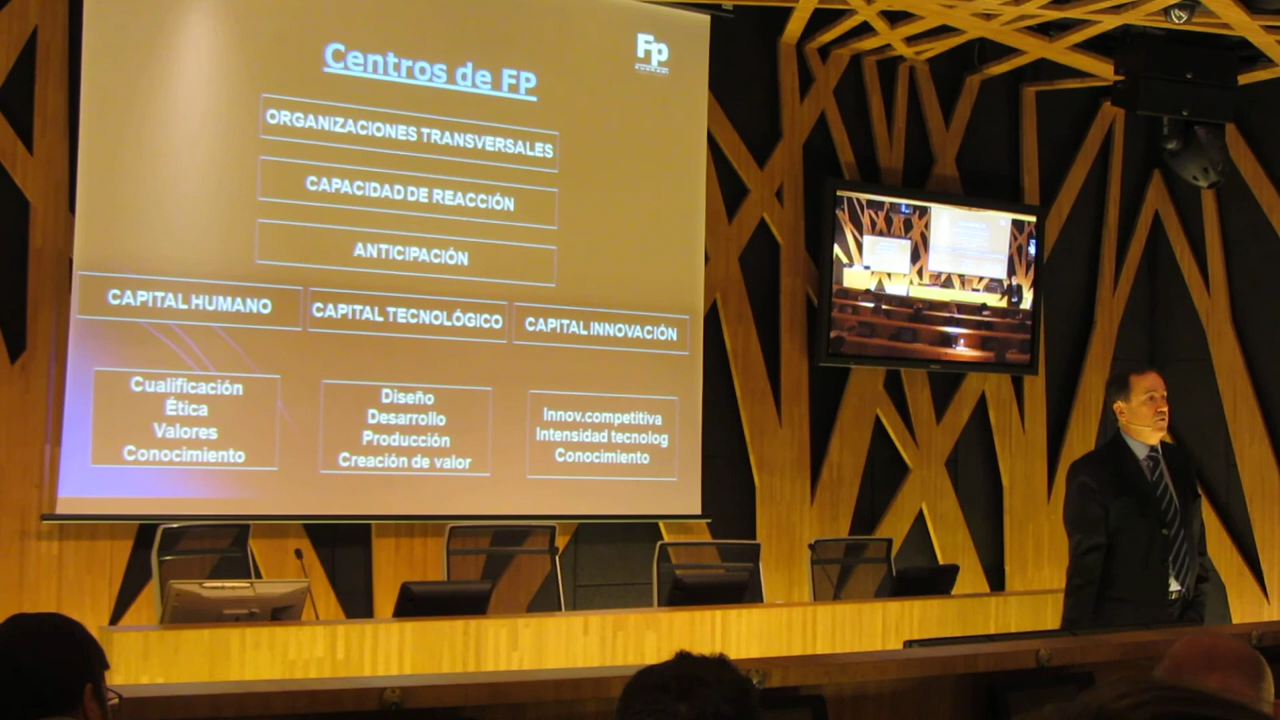 Fp
Centros de FP
ORGANIZACIONES TRANSVERSALES
CAPACIDAD DE REACCIÓN
ANTICIPACIÓN
CAPITAL HUMANO
CAPITAL TECNOLÓGICO
CAPITAL INNOVACIÓN
Cualificación
Ética
Valores
Conocimiento
Diseño
Desarrollo
Producción
Creación de valor
Innov.competitiva
Intensidad tecnolog
Conocimiento